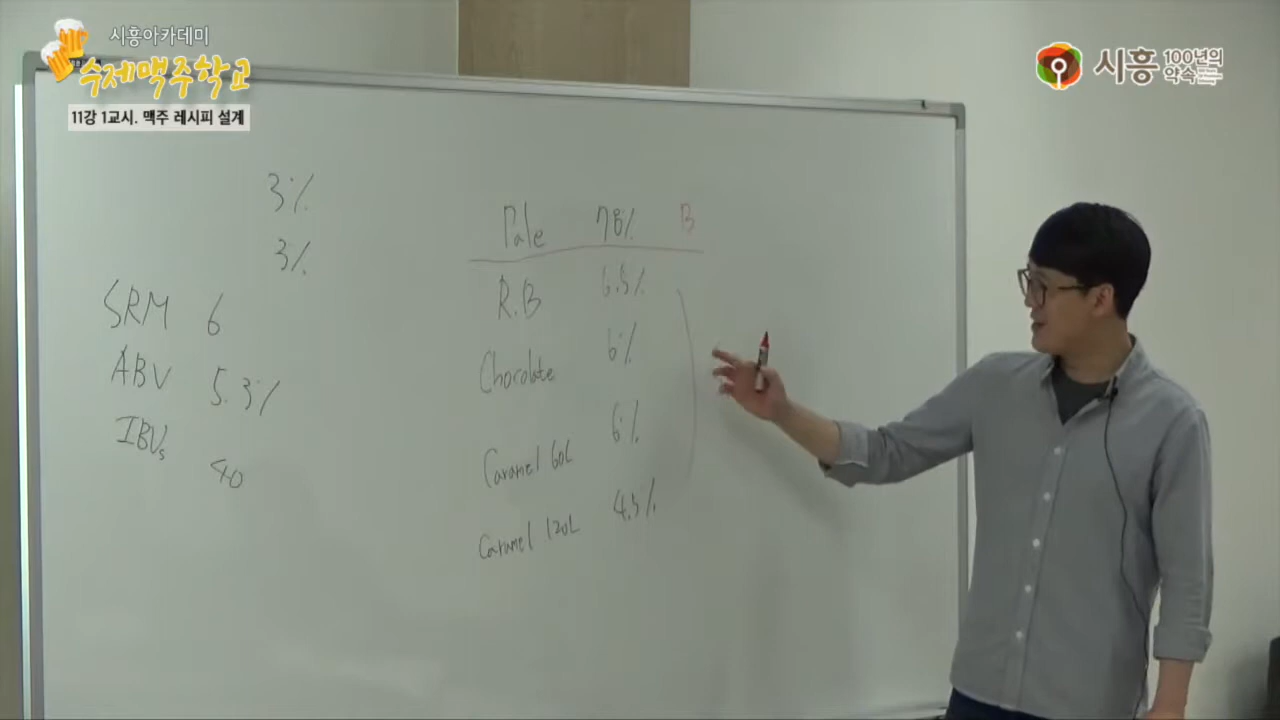 시흥아카데미
수제맥주학교
11강 1교시. 맥주 레시피 설계
시흥 100년의 약속
3%
3%
SRM 6
ABV 5.3%
IBUs 40
Pale 78% B
R.B 6.5%
Chocolate 6%
Caramel 60L 6%
Caramel 120L 4.5%